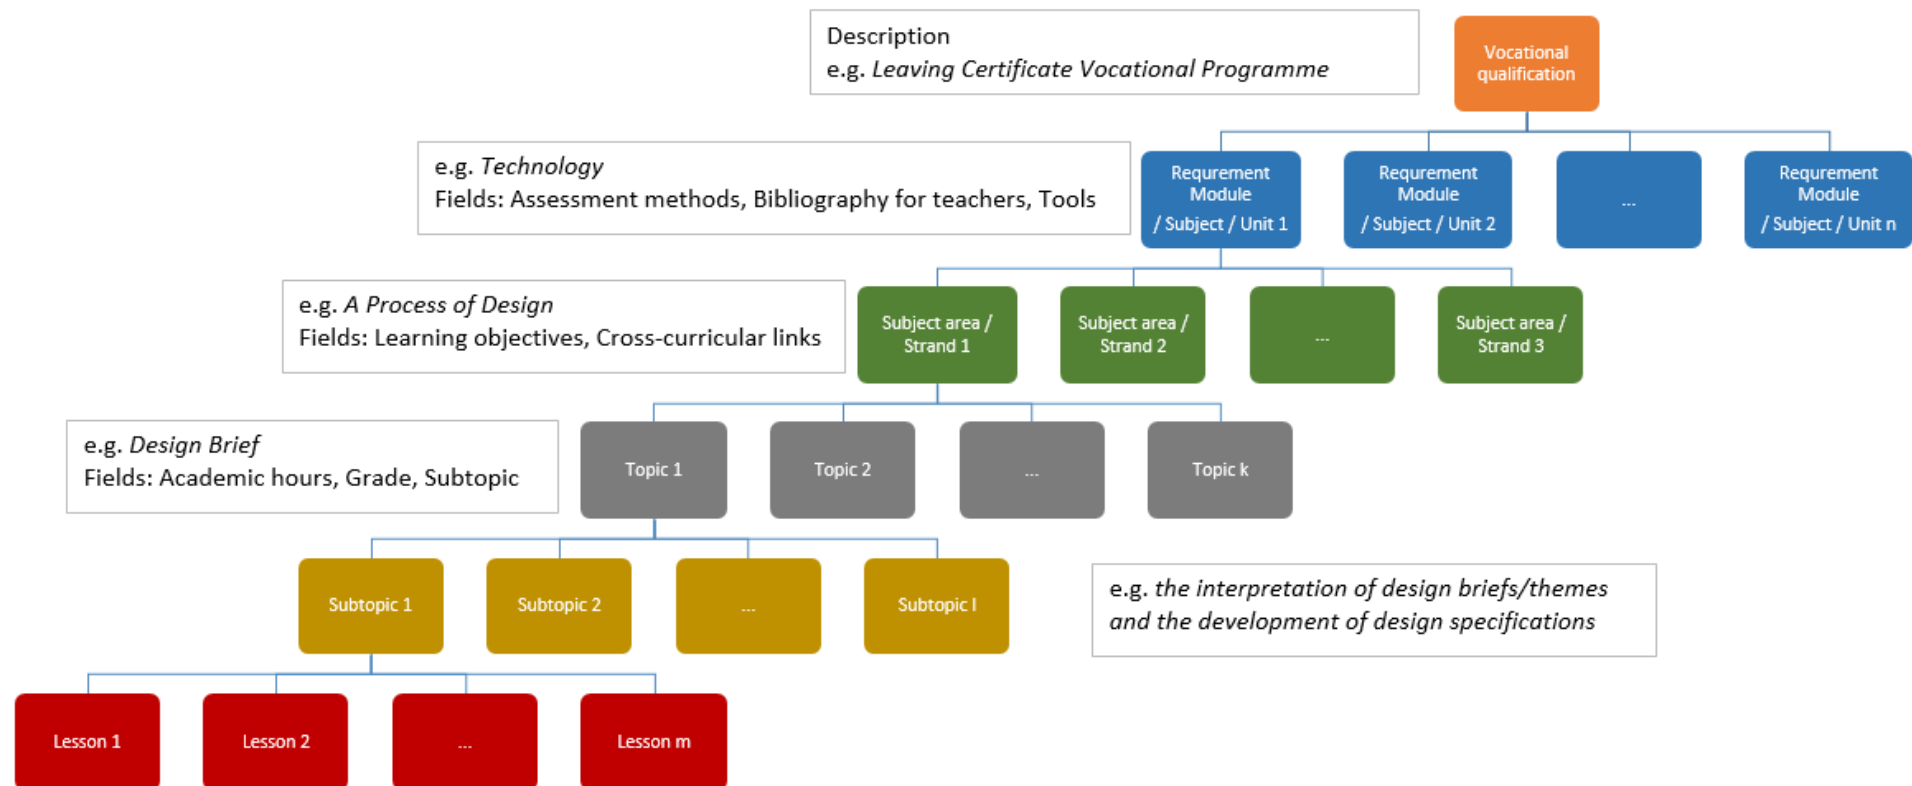 Description
e.g. Leaving Certificate Vocational Programme
Vocational
qualification
e.g. Technology
Fields: Assessment methods, Bibliography for teachers, Tools
Requrement
Module
/ Subject / Unit 1
Requrement
Module
/ Subject / Unit 2
...
Requrement
Module
/ Subject / Unit n
e.g. A Process of Design
Fields: Learning objectives, Cross-curricular links
Subject area /
Strand 1
Subject area /
Strand 2
...
Subject area /
Strand 3
e.g. Design Brief
Fields: Academic hours, Grade, Subtopic
Topic 1
Topic 2
...
Topic k
Subtopic 1
Subtopic 2
...
Subtopic l
e.g. the interpretation of design briefs/themes
and the development of design specifications
Lesson 1
Lesson 2
...
Lesson m